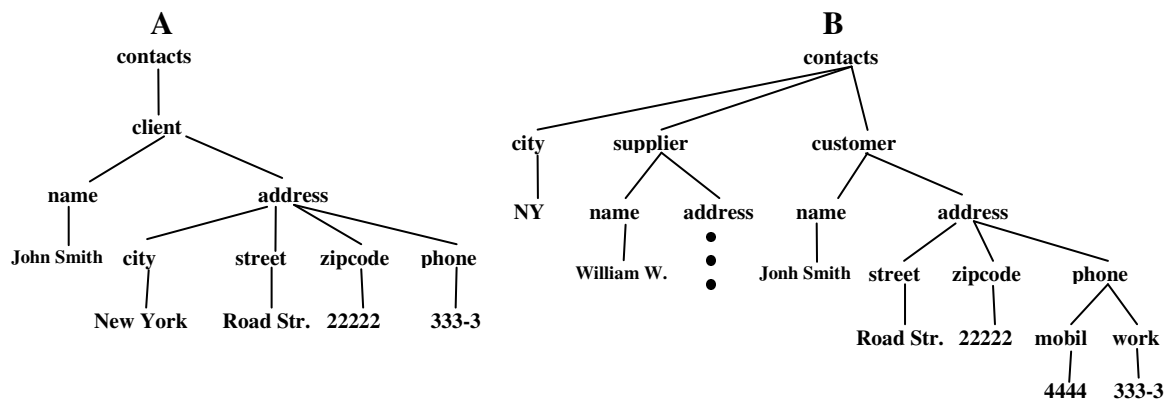 A
contacts
client
name address
John Smith city street zipcode phone
New York Road Str. 22222 333-3
B
contacts
city supplier customer
NY name address name address
William W. Jonh Smith street zipcode phone
Road Str. 22222 mobil work
4444 333-3